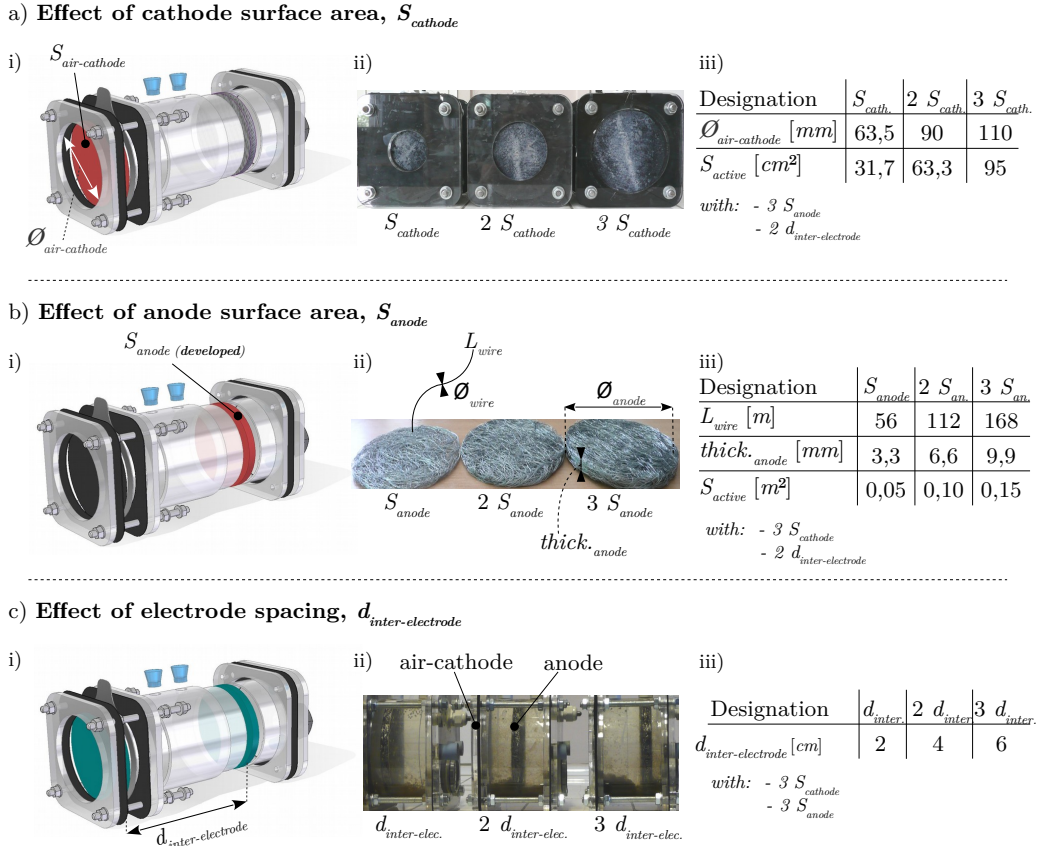 a) Effect of cathode surface area, S_cathode
i)
S_air-cathode
Ø_air-cathode
ii)
S_cathode 2 S_cathode 3 S_cathode
iii)
Designation S_cath. 2 S_cath. 3 S_cath.
Ø_air-cathode [mm] 63,5 90 110
S_active [cm²] 31,7 63,3 95
with: - 3 S_anode
- 2 d_inter-electrode
b) Effect of anode surface area, S_anode
i)
S_anode (developed)
ii)
L_wire
Ø_wire
Ø_anode
S_anode 2 S_anode 3 S_anode
thick._anode
iii)
Designation S_anode 2 S_an. 3 S_an.
L_wire [m] 56 112 168
thick._anode [mm] 3,3 6,6 9,9
S_active [m²] 0,05 0,10 0,15
with: - 3 S_cathode
- 2 d_inter-electrode
c) Effect of electrode spacing, d_inter-electrode
i)
d_inter-electrode
ii)
air-cathode anode
d_inter-elec. 2 d_inter-elec. 3 d_inter-elec.
iii)
Designation d_inter. 2 d_inter 3 d_inter.
d_inter-electrode [cm] 2 4 6
with: - 3 S_cathode
- 3 S_anode